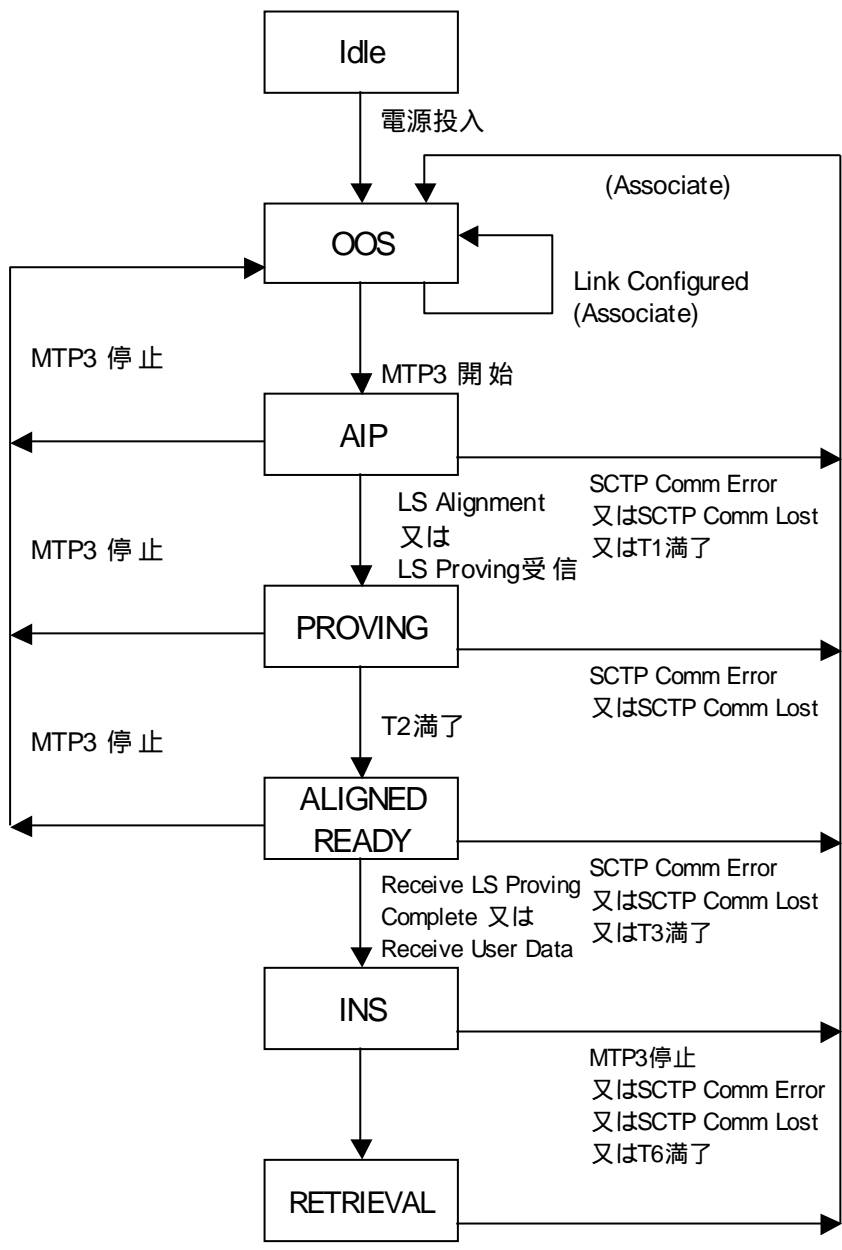 Idle
電源投入
(Associate)
OOS
Link Configured
(Associate)
MTP3 停止
MTP3 開始
AIP
SCTP Comm Error
又はSCTP Comm Lost
又はT1満了
LS Alignment
又は
LS Proving受信
MTP3 停止
PROVING
SCTP Comm Error
又はSCTP Comm Lost
T2満了
MTP3 停止
ALIGNED
READY
SCTP Comm Error
又はSCTP Comm Lost
又はT3満了
Receive LS Proving
Complete 又は
Receive User Data
INS
MTP3停止
又はSCTP Comm Error
又はSCTP Comm Lost
又はT6満了
RETRIEVAL